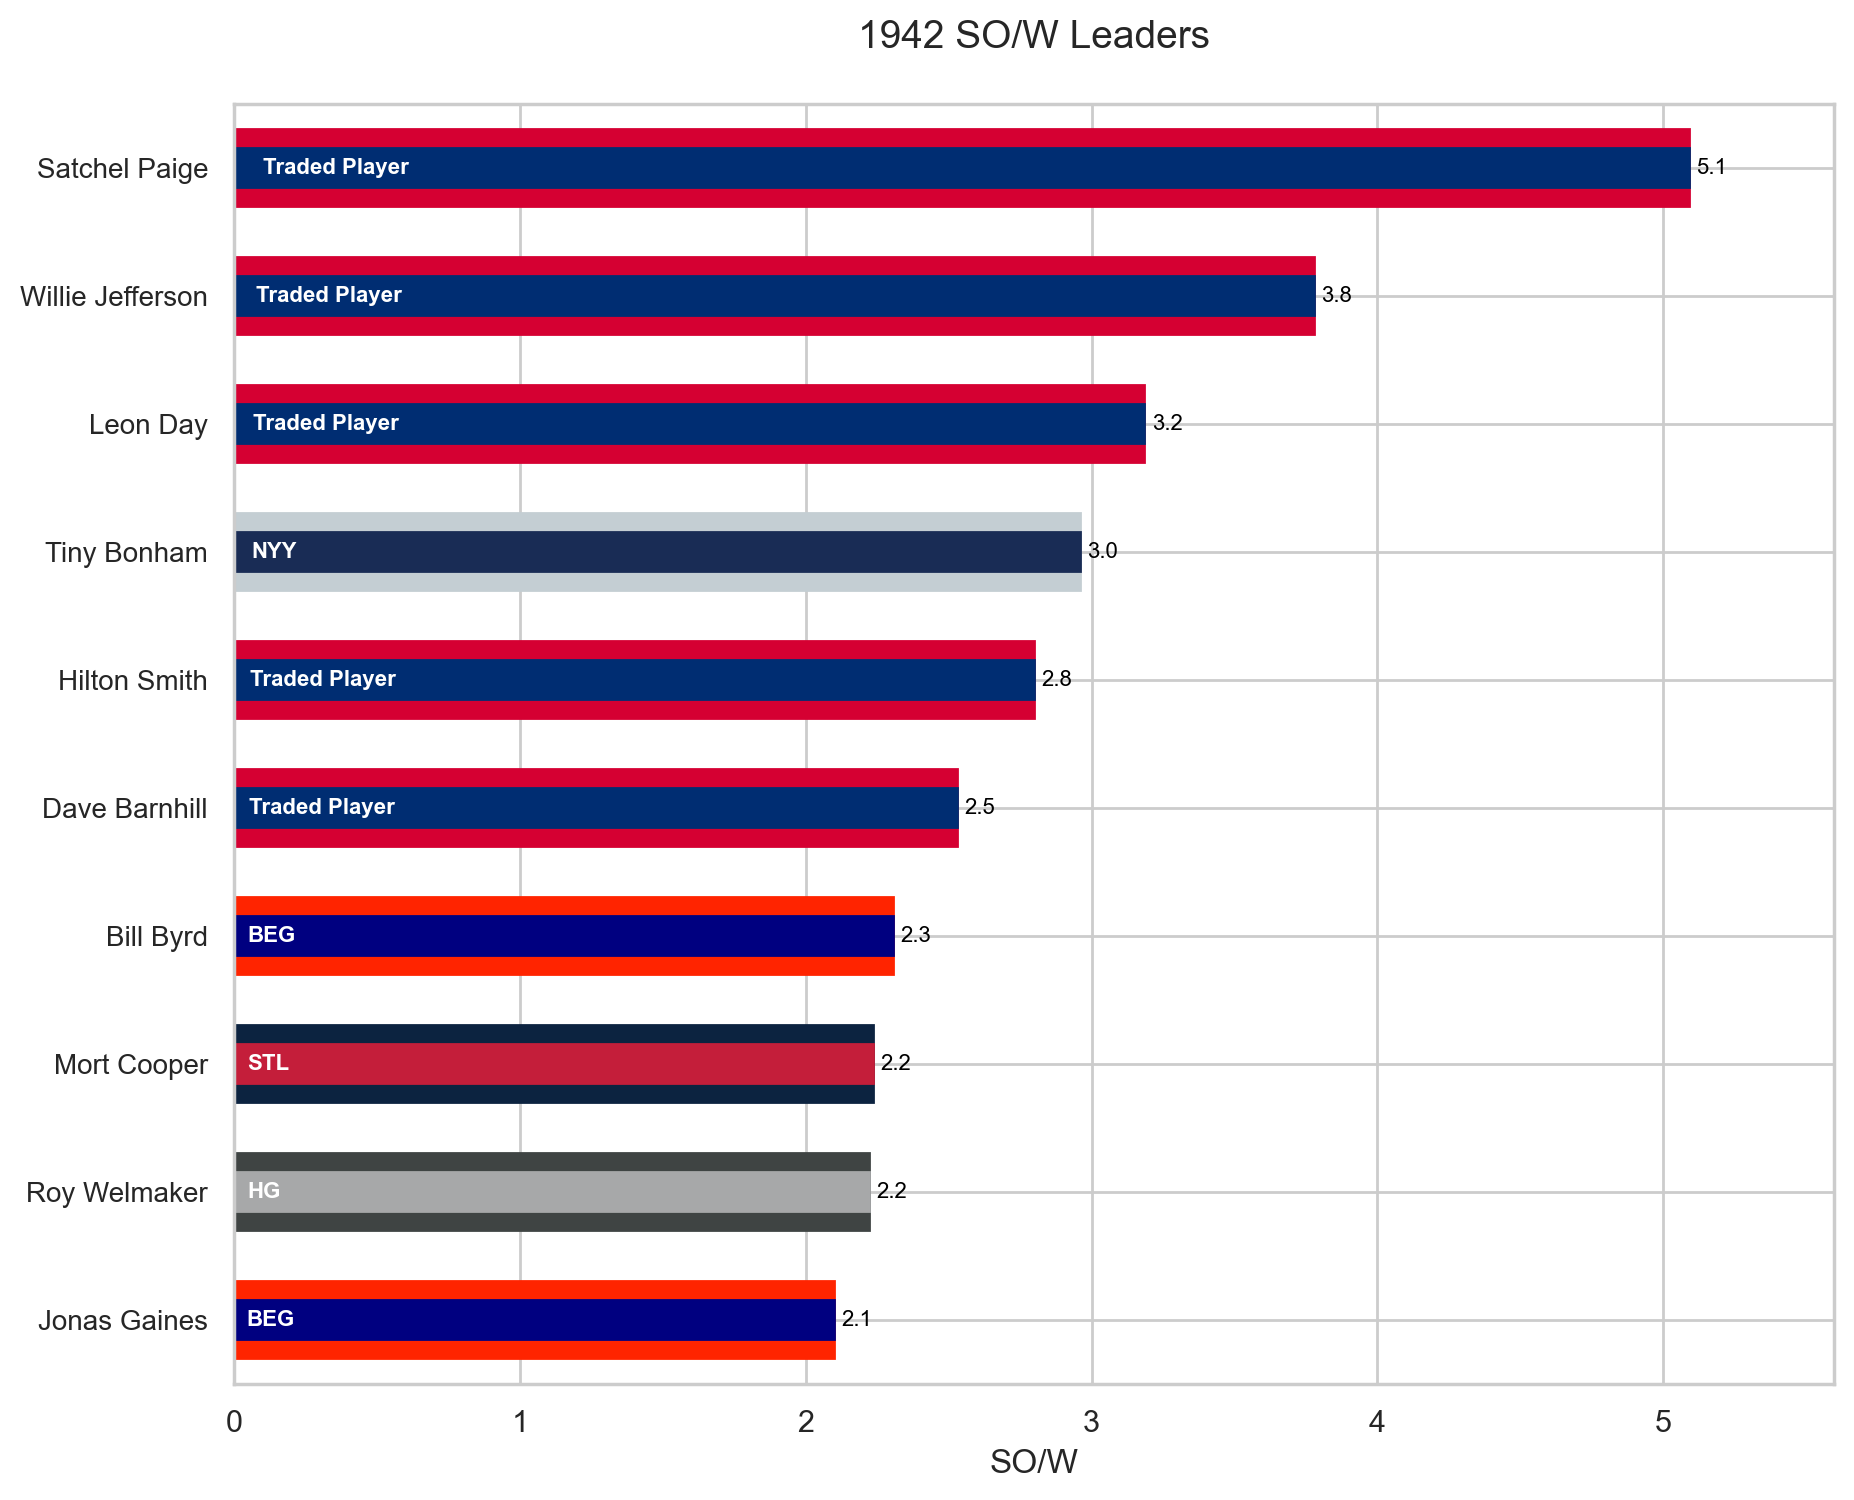 1942 SO/W Leaders
Satchel Paige Traded Player 5.1
Willie Jefferson Traded Player 3.8
Leon Day Traded Player 3.2
Tiny Bonham NYY 3.0
Hilton Smith Traded Player 2.8
Dave Barnhill Traded Player 2.5
Bill Byrd BEG 2.3
Mort Cooper STL 2.2
Roy Welmaker HG 2.2
Jonas Gaines BEG 2.1
0 1 2 3 4 5
SO/W